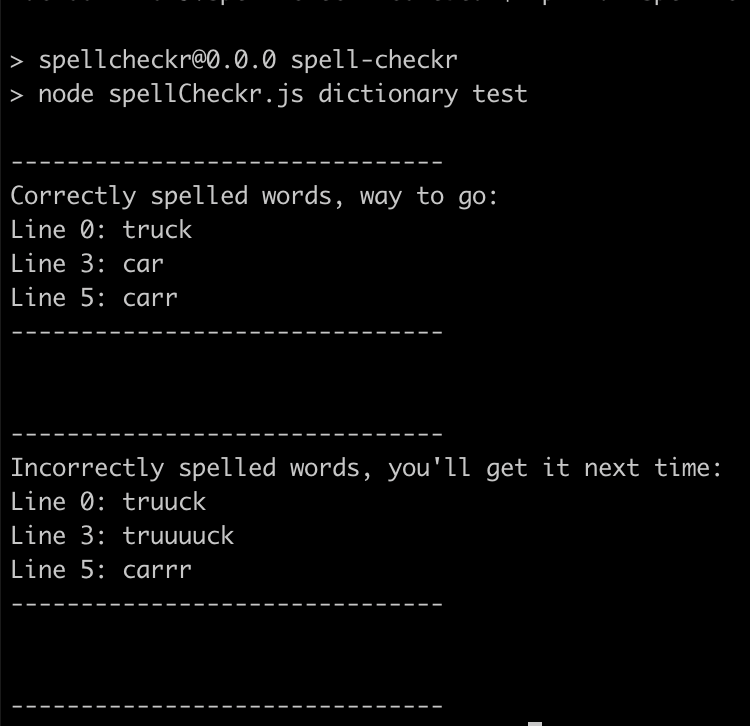 > spellcheckr@0.0.0 spell-checkr
> node spellCheckr.js dictionary test
-------------------------------
Correctly spelled words, way to go:
Line 0: truck
Line 3: car
Line 5: carr
-------------------------------
-------------------------------
Incorrectly spelled words, you'll get it next time:
Line 0: truuck
Line 3: truuuuck
Line 5: carrr
-------------------------------
-------------------------------